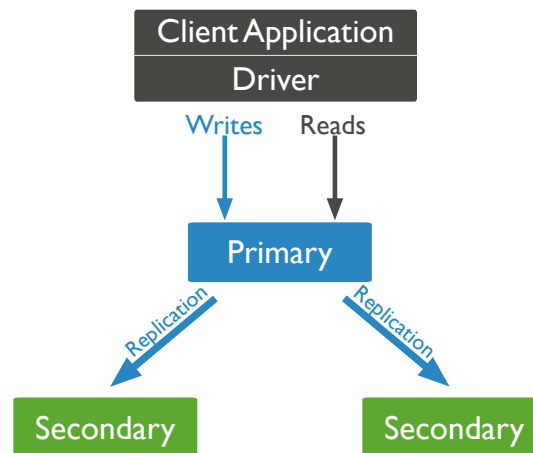 Client Application
Driver
Writes
Reads
Primary
Replication
Replication
Secondary
Secondary